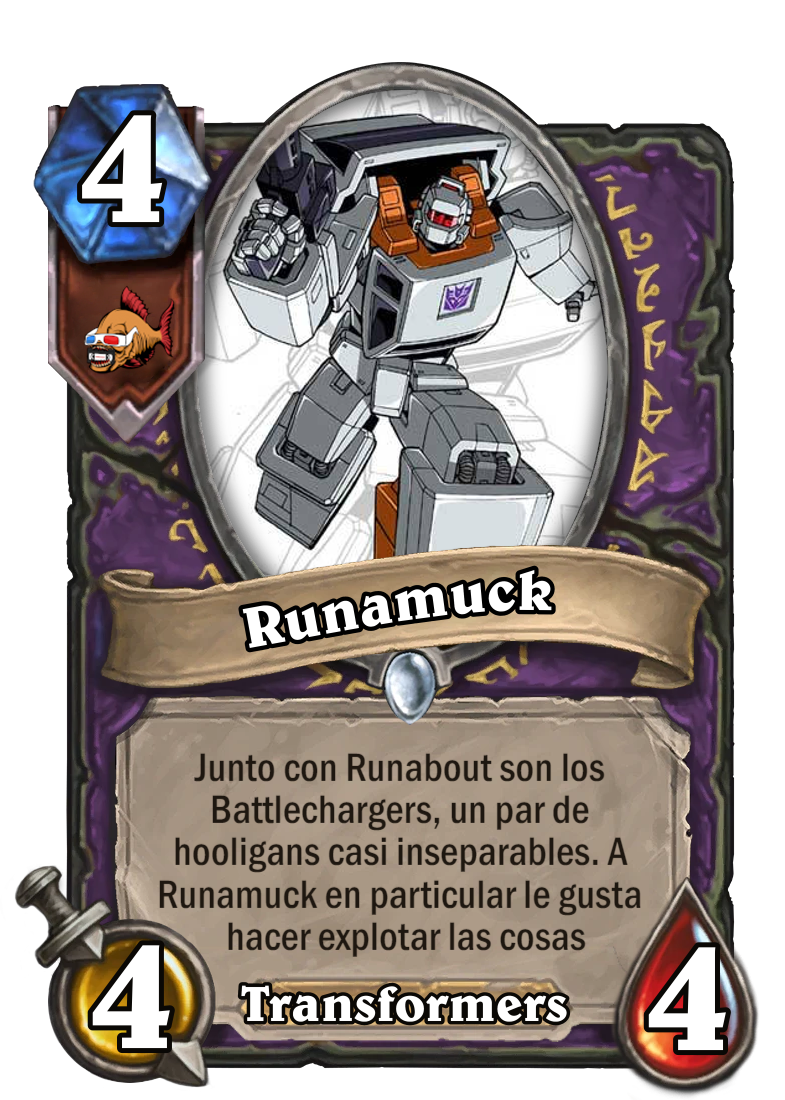 4
Runamuck
Junto con Runabout son los
Battlechargers, un par de
hooligans casi inseparables. A
Runamuck en particular le gusta
hacer explotar las cosas
4
Transformers
4